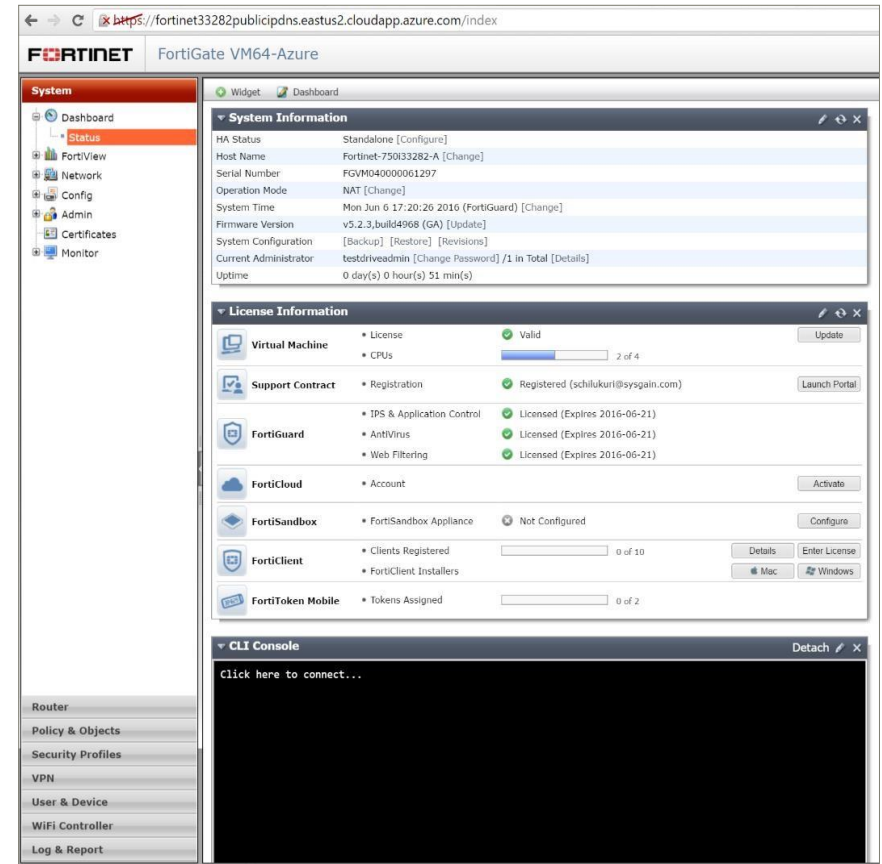 https://fortinet33282publicipdns.eastus2.cloudapp.azure.com/index
FORTINET FortiGate VM64-Azure
System
Dashboard
Status
FortiView
Network
Config
Admin
Certificates
Monitor
Router
Policy & Objects
Security Profiles
VPN
User & Device
WiFi Controller
Log & Report
Widget Dashboard
System Information
HA Status Standalone [Configure]
Host Name Fortinet-750i33282-A [Change]
Serial Number FGVM040000061297
Operation Mode NAT [Change]
System Time Mon Jun 6 17:20:26 2016 (FortiGuard) [Change]
Firmware Version v5.2.3,build4968 (GA) [Update]
System Configuration [Backup] [Restore] [Revisions]
Current Administrator testdriveadmin [Change Password] /1 in Total [Details]
Uptime 0 day(s) 0 hour(s) 51 min(s)
License Information
Virtual Machine • License Valid Update
• CPUs 2 of 4
Support Contract • Registration Registered (schilukuri@sysgain.com) Launch Portal
FortiGuard • IPS & Application Control Licensed (Expires 2016-06-21)
• AntiVirus Licensed (Expires 2016-06-21)
• Web Filtering Licensed (Expires 2016-06-21)
FortiCloud • Account Activate
FortiSandbox • FortiSandbox Appliance Not Configured Configure
FortiClient • Clients Registered 0 of 10 Details Enter License
• FortiClient Installers Mac Windows
FortiToken Mobile • Tokens Assigned 0 of 2
CLI Console Detach
Click here to connect...